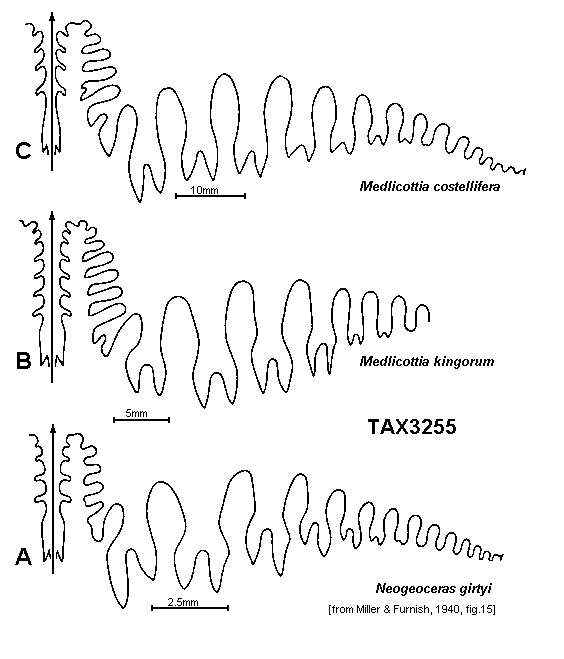 C
10mm
Medlicottia costellifera
B
Medlicottia kingorum
5mm
TAX3255
A
Neogeoceras girtyi
2.5mm
[from Miller & Furnish, 1940, fig.15]